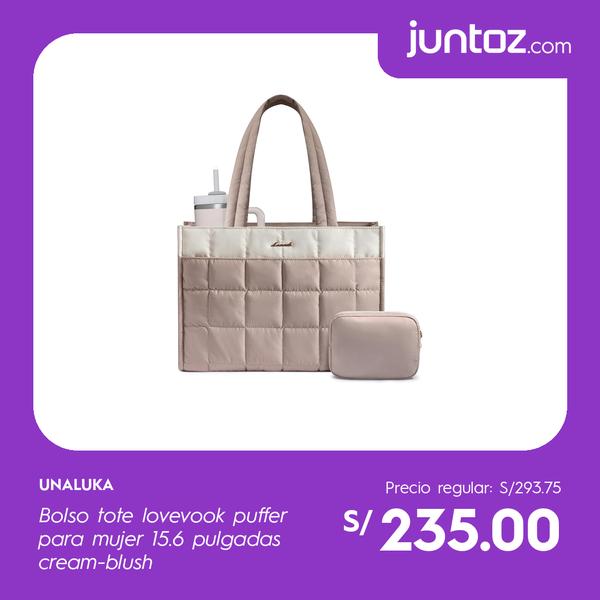 juntoz.com
UNALUKA
Bolso tote lovevook puffer
para mujer 15.6 pulgadas
cream-blush
Precio regular: S/293.75
S/ 235.00